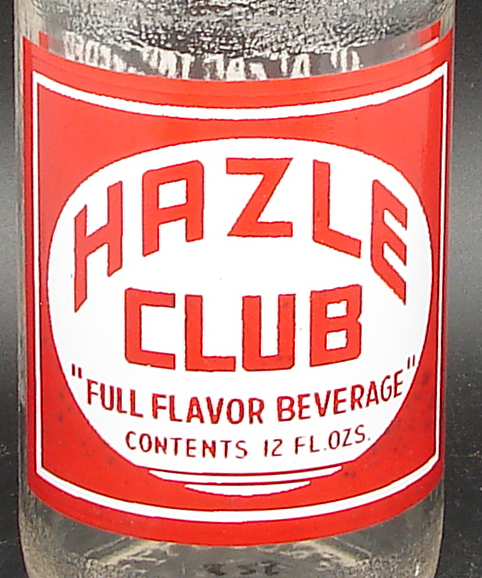 HAZLE
CLUB
"FULL FLAVOR BEVERAGE"
CONTENTS 12 FL.OZS.